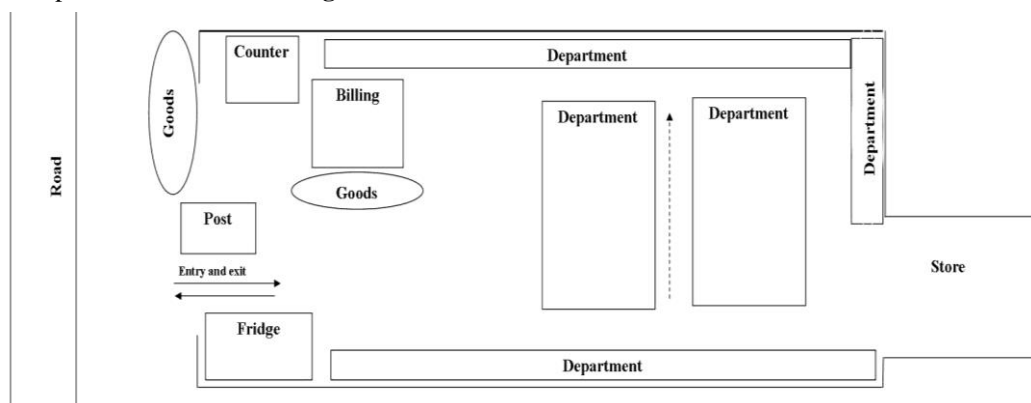 Counter
Department
Billing
Goods
Department
Department
Department
Road
Goods
Post
Entry and exit
Store
Fridge
Department